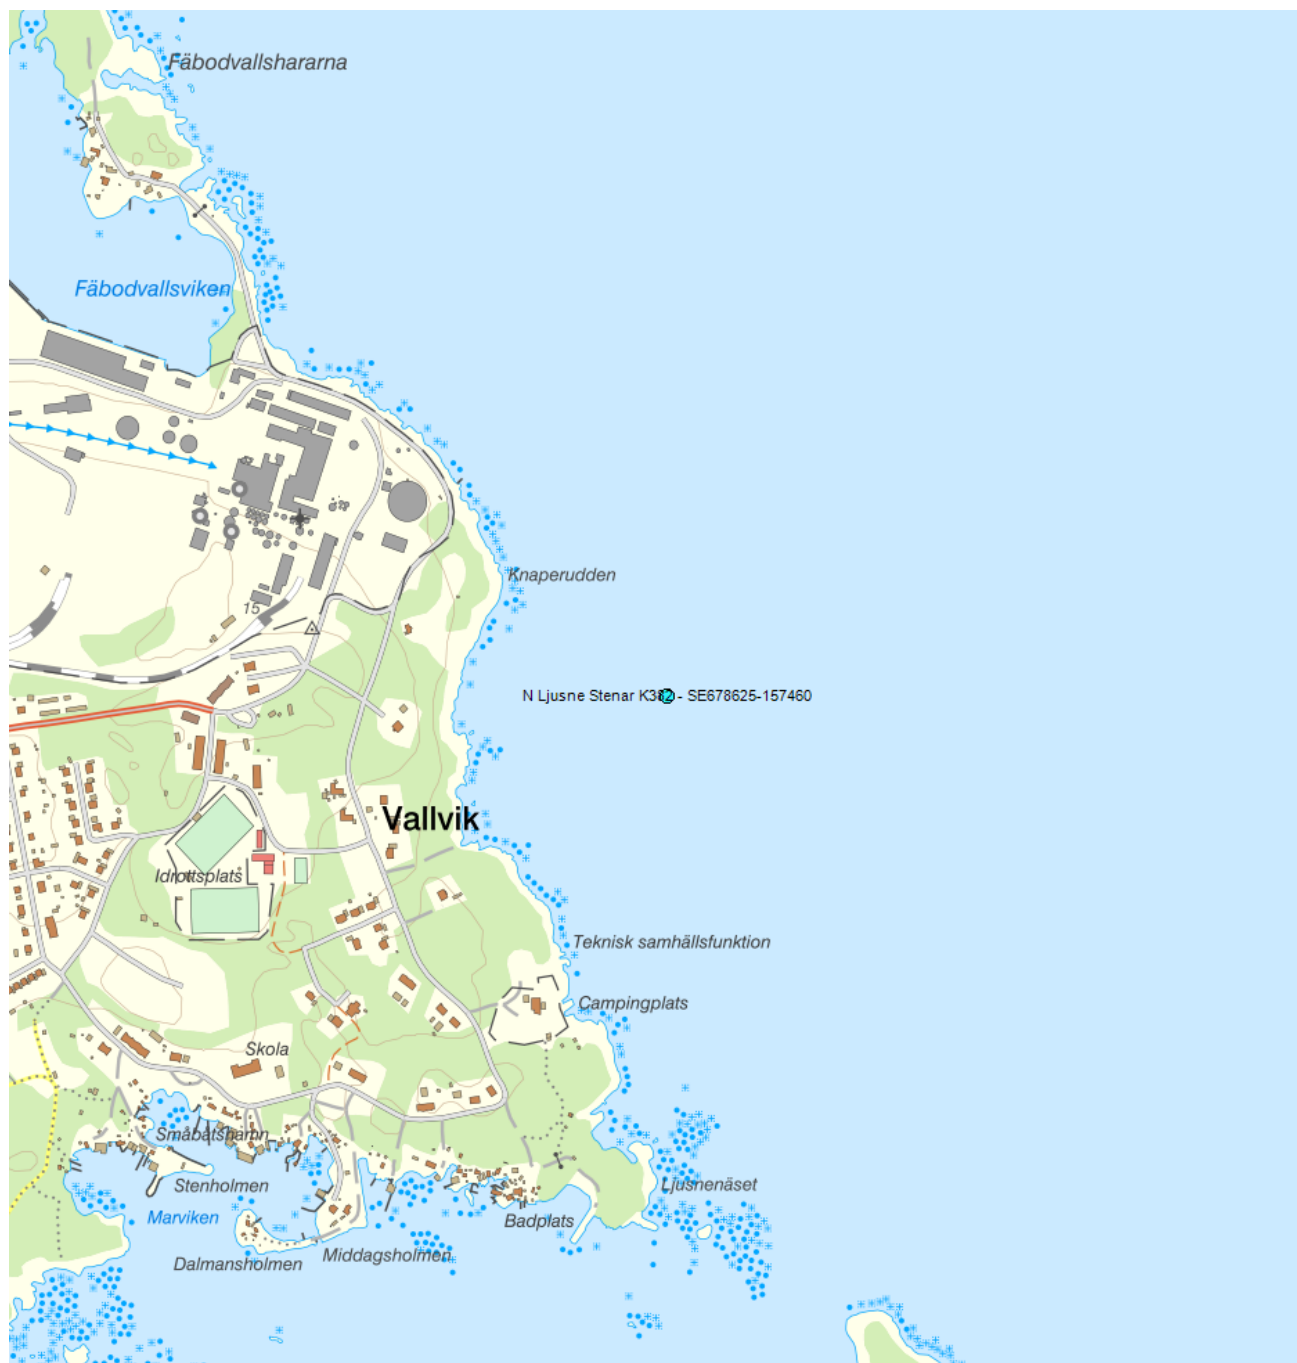 Fäbodvallshararna
Fäbodvallsviken
Knaperudden
15
N Ljusne Stenar K382 - SE678625-157460
Vallvik
Idrottsplats
Teknisk samhällsfunktion
Campingplats
Skola
Småbåtshamn
Stenholmen
Ljusnenäset
Marviken
Badplats
Middagsholmen
Dalmansholmen